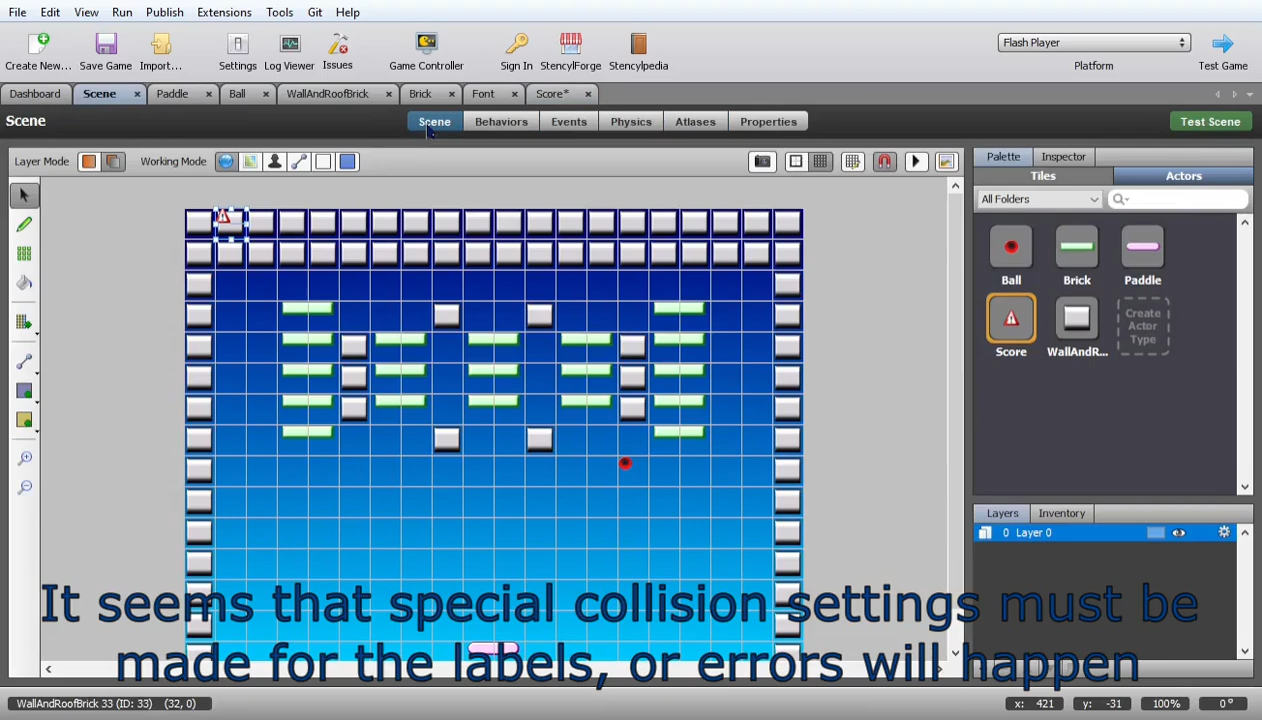 File Edit View Run Publish Extensions Tools Git Help
Create New... Save Game Import... Settings Log Viewer Issues Game Controller Sign In StencylForge Stencylpedia Flash Player Platform Test Game
Dashboard Scene × Paddle × Ball × WallAndRoofBrick × Brick × Font × Score* ×
Scene Scene Behaviors Events Physics Atlases Properties Test Scene
Layer Mode Working Mode Palette Inspector
Tiles Actors
All Folders
Ball Brick Paddle
Score WallAndR... Create Actor Type
Layers Inventory
0 Layer 0
It seems that special collision settings must be
made for the labels, or errors will happen
WallAndRoofBrick 33 (ID: 33) (32, 0) x: 421 y: -31 100% 0°